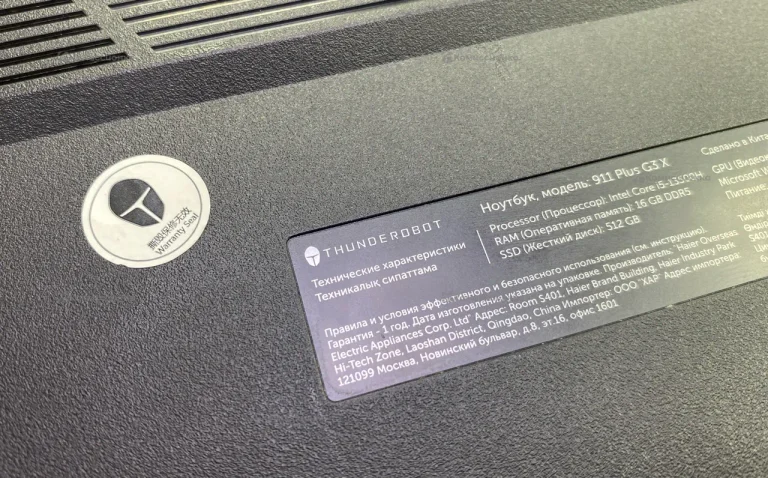 撕毁保修无效
Warranty Seal
THUNDEROBOT
Технические характеристики
Техникалық сипаттама
Ноутбук, модель: 911 Plus G3 X
Processor (Процессор): Intel Core i5-13500H
RAM (Оперативная память): 16 GB DDR5
SSD (Жесткий диск): 512 GB
Сделано в Кита
GPU (Видеок
Microsoft W
Питание:
Правила и условия эффективного и безопасного использования (см. инструкцию).
Гарантия - 1 год. Дата изготовления указана на упаковке. Производитель: "Haier Overseas
Electric Appliances Corp. Ltd" Адрес: Room S401, Haier Brand Building, Haier Industry Park
Hi-Tech Zone, Laoshan District, Qingdao, China Импортер: ООО "ХАР" Адрес импортера:
121099 Москва, Новинский бульвар, д.8, эт.16, офис 1601